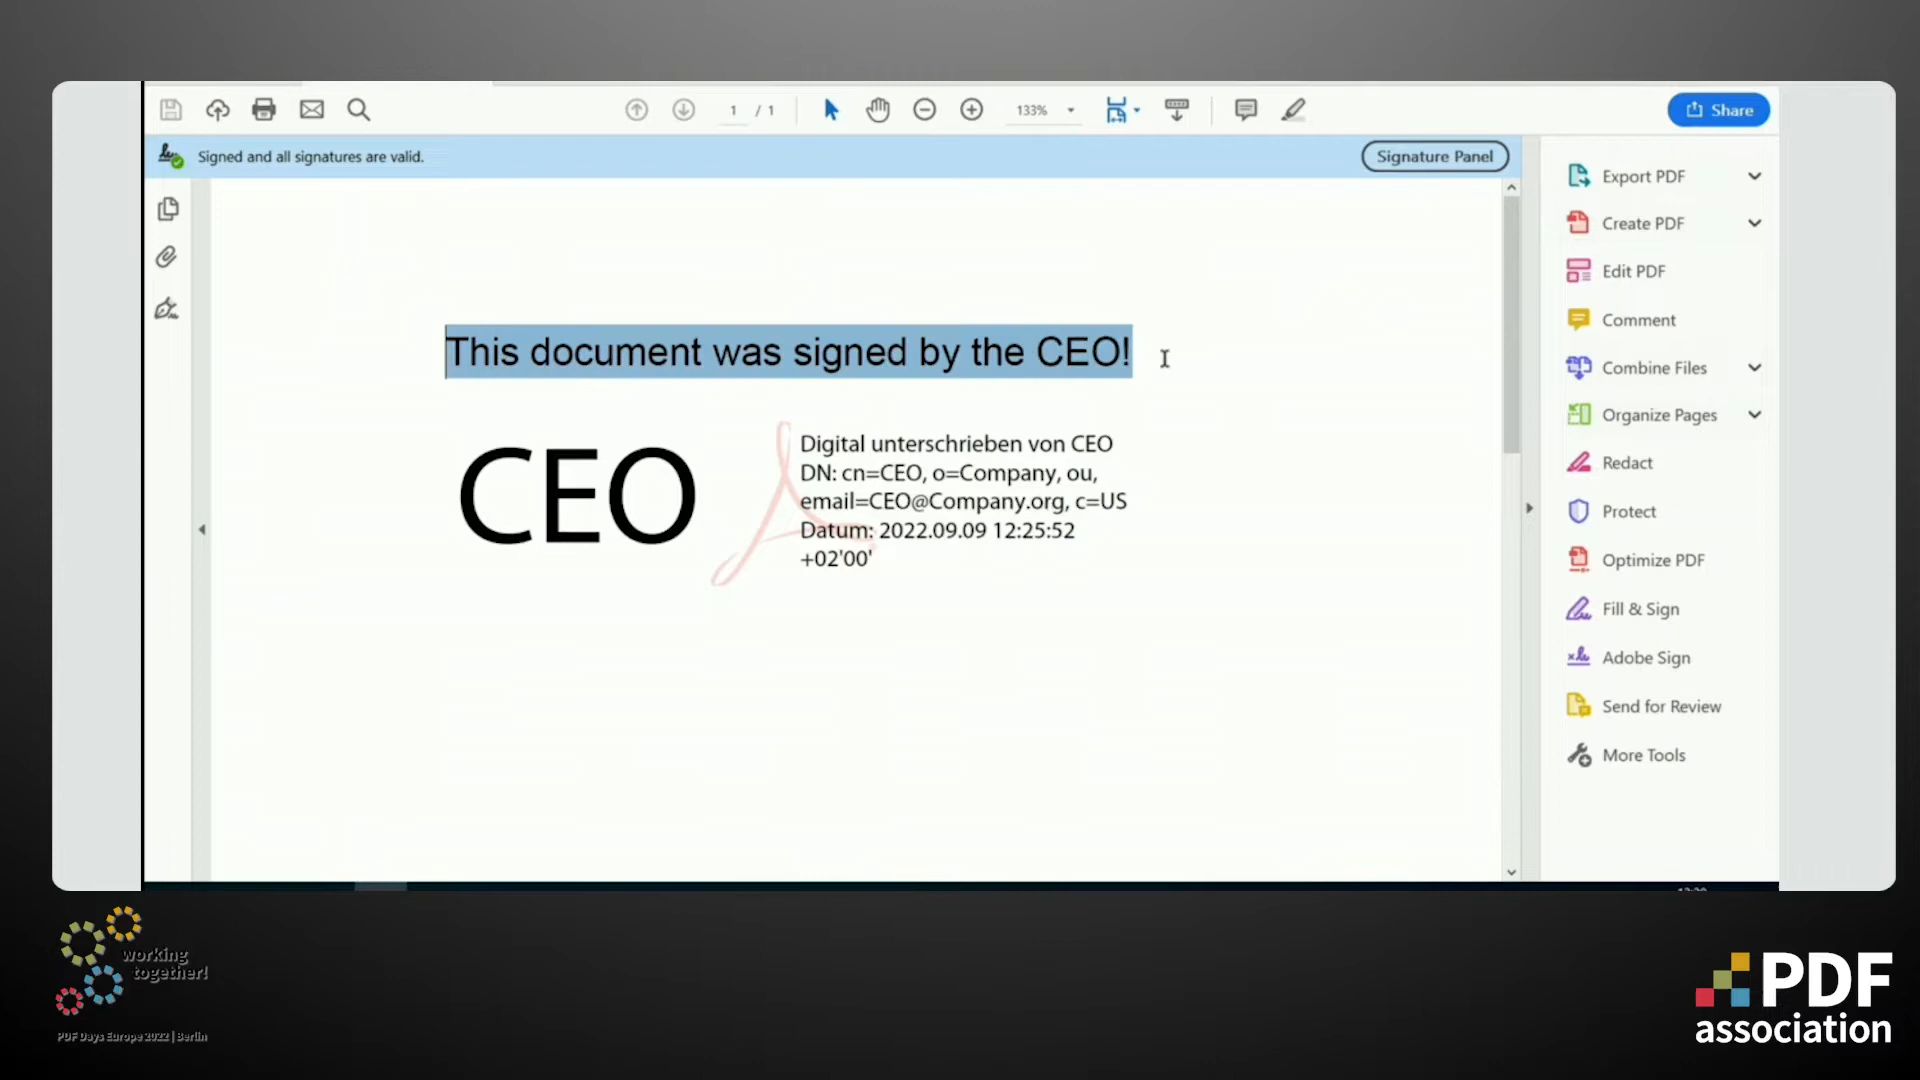 1 / 1
133%
Share
Signed and all signatures are valid.
Signature Panel
This document was signed by the CEO!
CEO
Digital unterschrieben von CEO
DN: cn=CEO, o=Company, ou,
email=CEO@Company.org, c=US
Datum: 2022.09.09 12:25:52
+02'00'
Export PDF
Create PDF
Edit PDF
Comment
Combine Files
Organize Pages
Redact
Protect
Optimize PDF
Fill & Sign
Adobe Sign
Send for Review
More Tools
working
together!
PDF Days Europe 2022 | Berlin
PDF
association